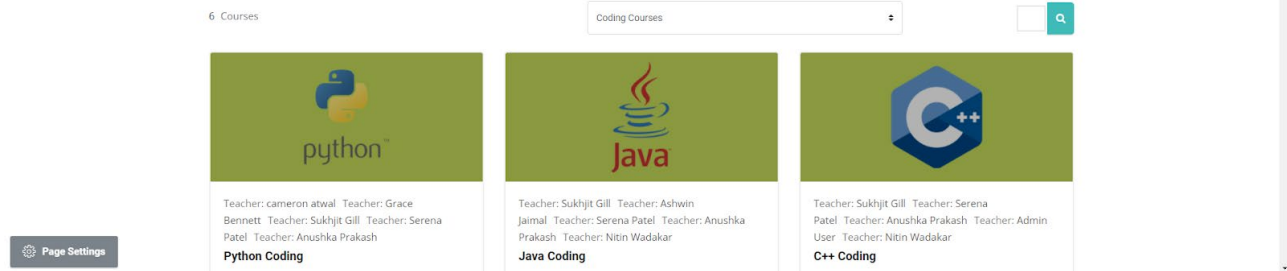 6 Courses
Coding Courses
python
Java
C++
Teacher: cameron atwal Teacher: Grace
Bennett Teacher: Sukhjit Gill Teacher: Serena
Patel Teacher: Anushka Prakash
Python Coding
Teacher: Sukhjit Gill Teacher: Ashwin
Jaimal Teacher: Serena Patel Teacher: Anushka
Prakash Teacher: Nitin Wadakar
Java Coding
Teacher: Sukhjit Gill Teacher: Serena
Patel Teacher: Anushka Prakash Teacher: Admin
User Teacher: Nitin Wadakar
C++ Coding
Page Settings